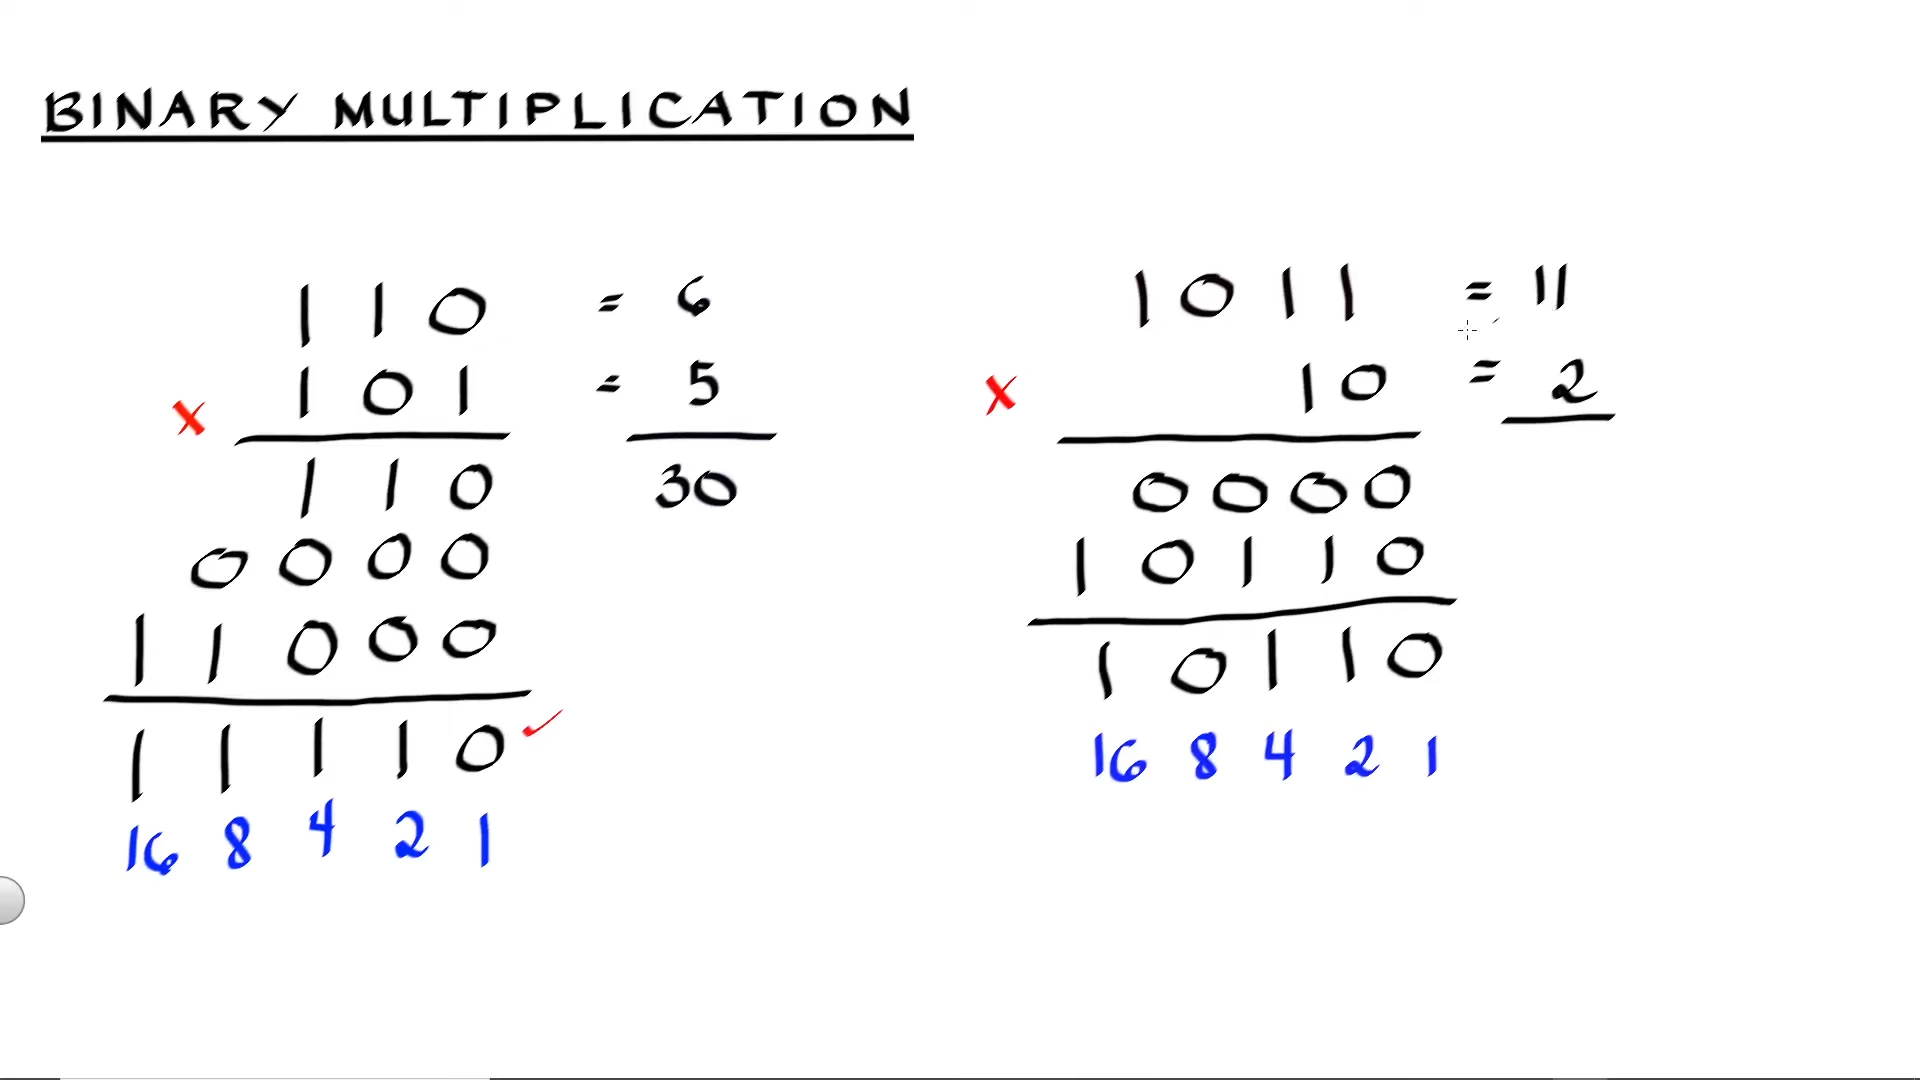 BINARY MULTIPLICATION
110 = 6
x 101 = 5
110 30
0000
11000
11110 ✓
16 8 4 2 1
1011 = 11
x 10 = 2
0000
10110
10110
16 8 4 2 1